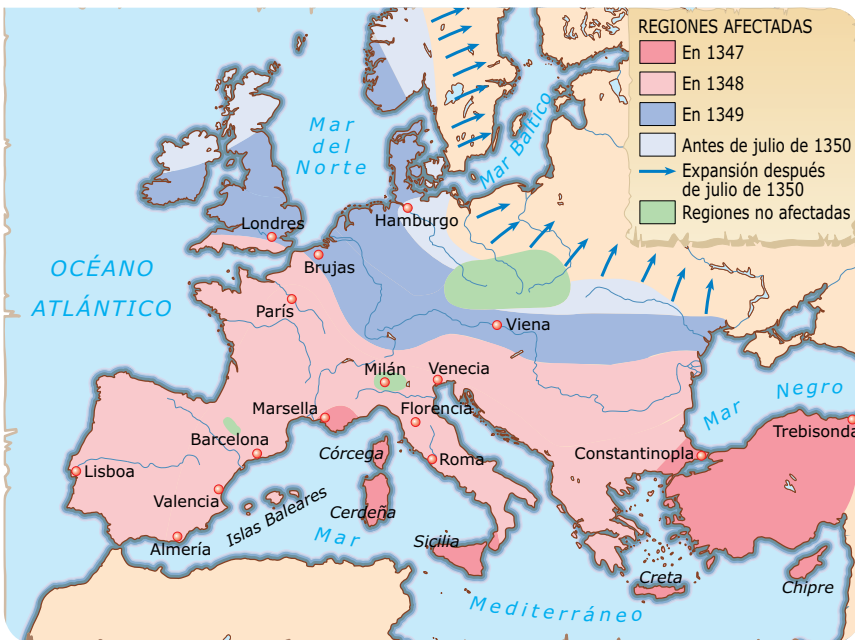 REGIONES AFECTADAS
En 1347
En 1348
En 1349
Antes de julio de 1350
Expansión después
de julio de 1350
Regiones no afectadas
Mar
del
Norte
Mar Báltico
OCÉANO
ATLÁNTICO
Londres
Hamburgo
Brujas
París
Viena
Milán
Venecia
Marsella
Florencia
Barcelona
Córcega
Roma
Constantinopla
Mar Negro
Trebisonda
Lisboa
Valencia
Islas Baleares
Cerdeña
Almería
Mar
Sicilia
Creta
Chipre
Mediterráneo